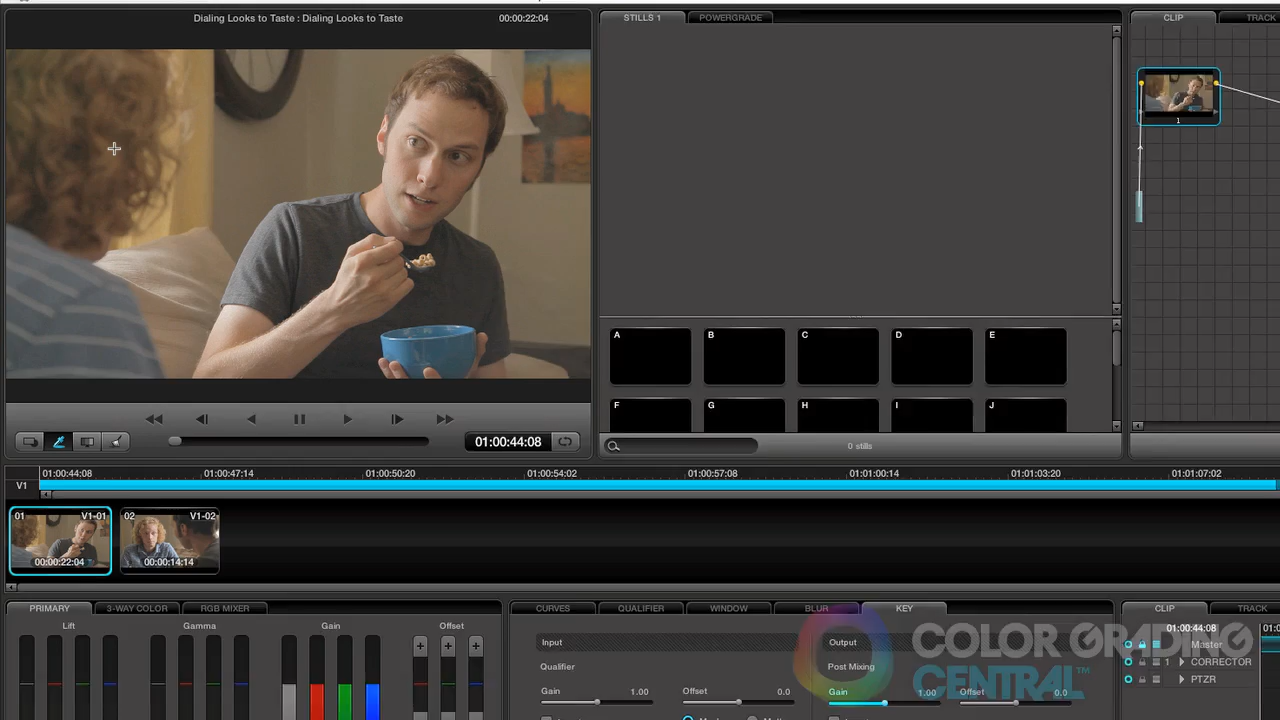 Dialing Looks to Taste : Dialing Looks to Taste
00:00:22:04
STILLS 1
POWERGRADE
CLIP
TRACK
1
A
B
C
D
E
F
G
H
I
J
01:00:44:08
0 stills
01:00:44:08
01:00:47:14
01:00:50:20
01:00:54:02
01:00:57:08
01:01:00:14
01:01:03:20
01:01:07:02
V1
01
V1-01
02
V1-02
00:00:22:04
00:00:14:14
PRIMARY
3-WAY COLOR
RGB MIXER
CURVES
QUALIFIER
WINDOW
BLUR
KEY
CLIP
TRACK
Lift
Gamma
Gain
Offset
Input
Output
01:00:44:08
Master
Qualifier
Post Mixing
1
CORRECTOR
PTZR
Gain
1.00
Offset
0.0
Gain
1.00
Offset
0.0
COLOR GRADING
CENTRAL™